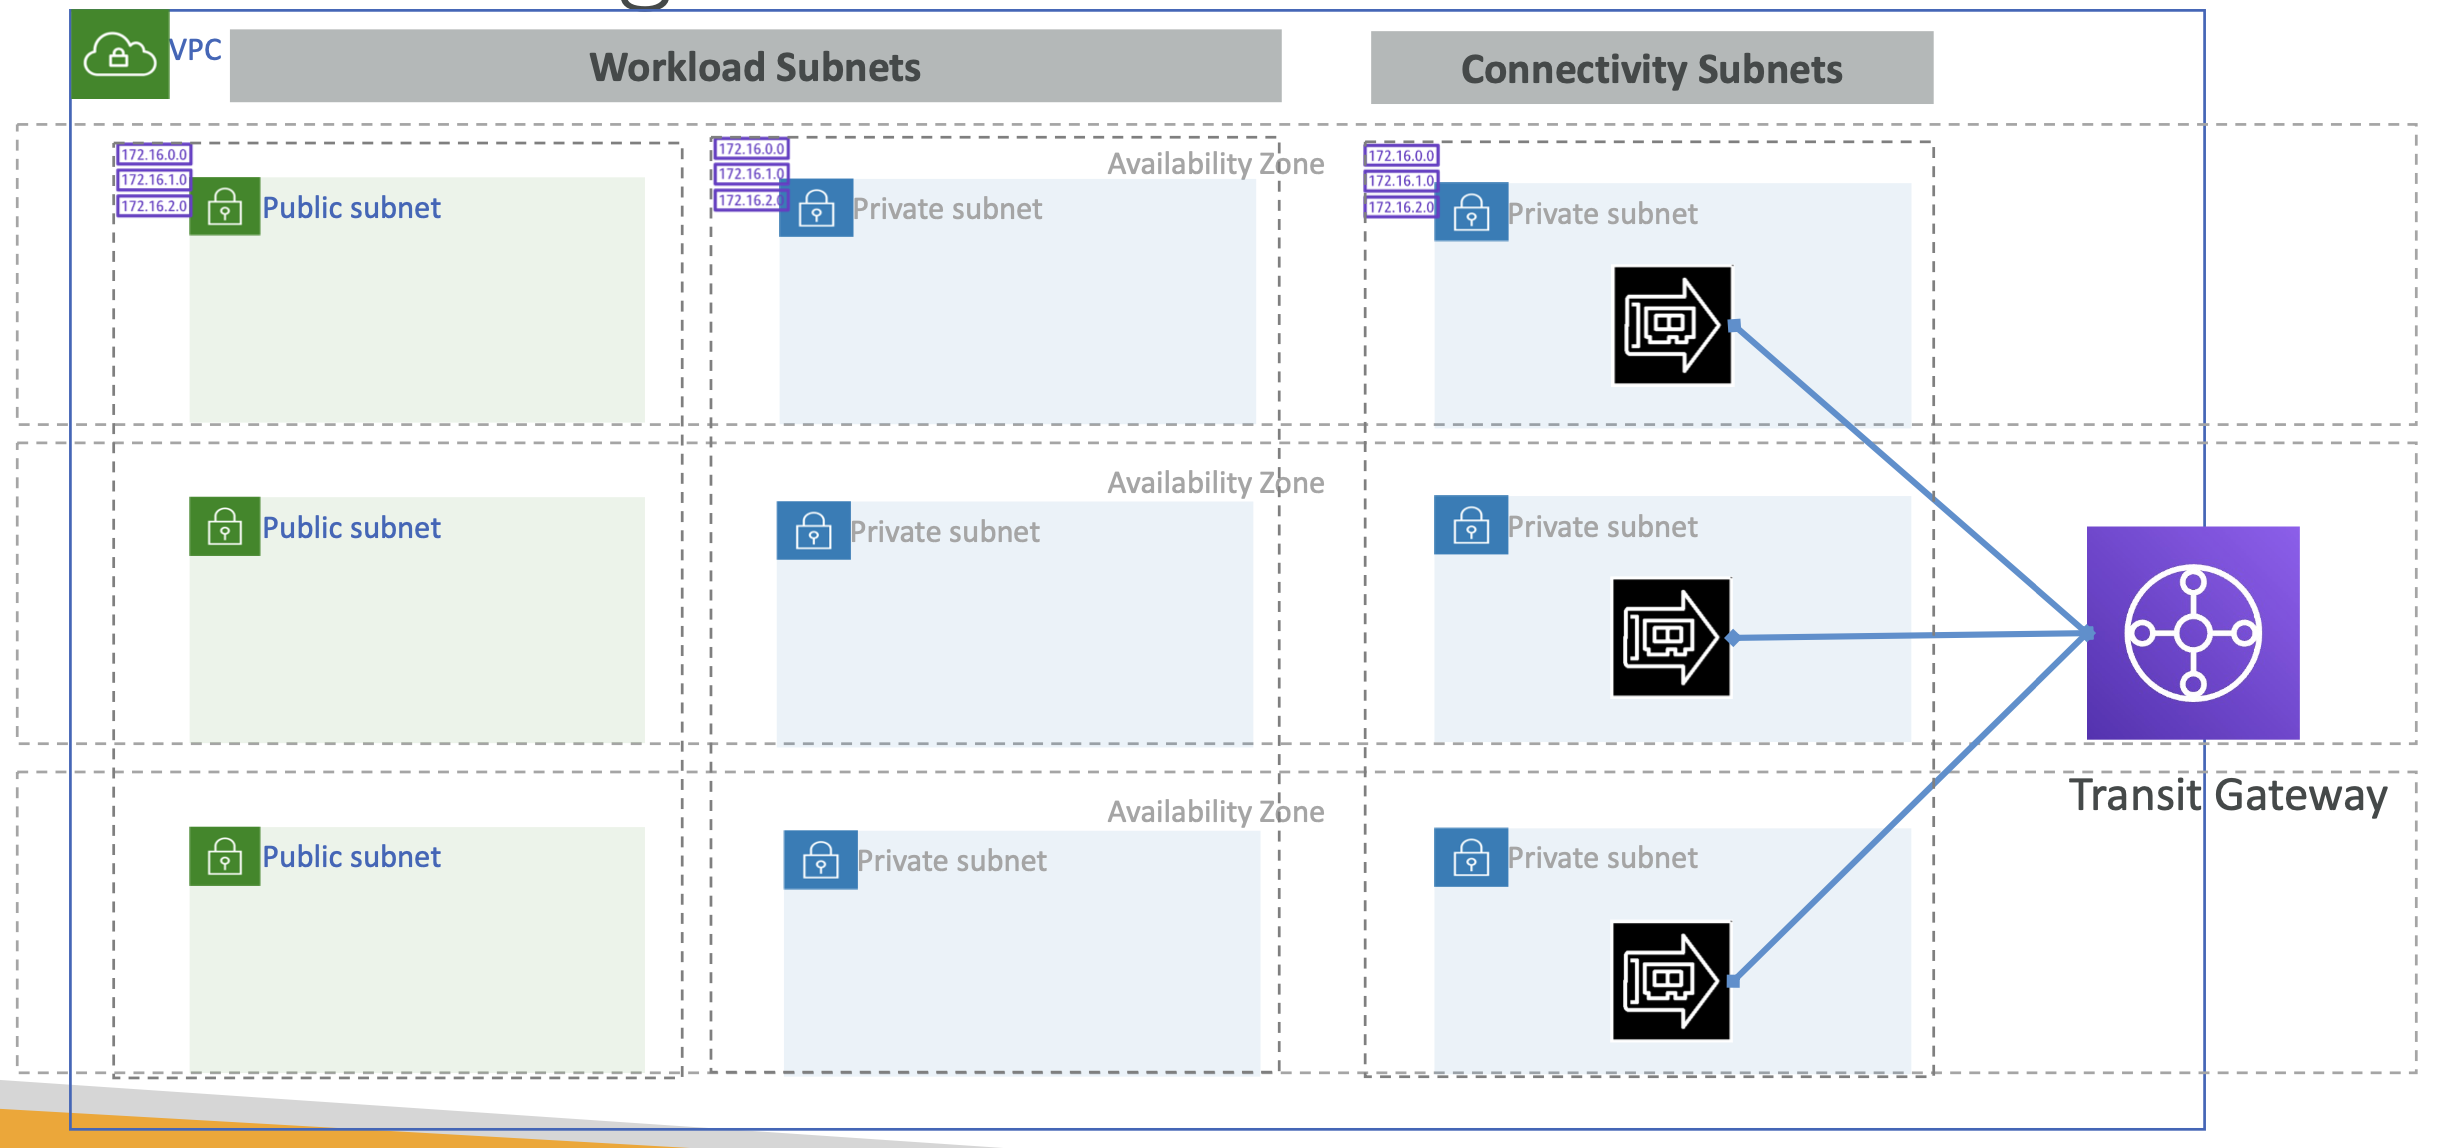 VPC
Workload Subnets
Connectivity Subnets
172.16.0.0
172.16.1.0
172.16.2.0
Public subnet
172.16.0.0
172.16.1.0
172.16.2.0
Private subnet
Availability Zone
172.16.0.0
172.16.1.0
172.16.2.0
Private subnet
Availability Zone
Public subnet
Private subnet
Private subnet
Transit Gateway
Availability Zone
Public subnet
Private subnet
Private subnet